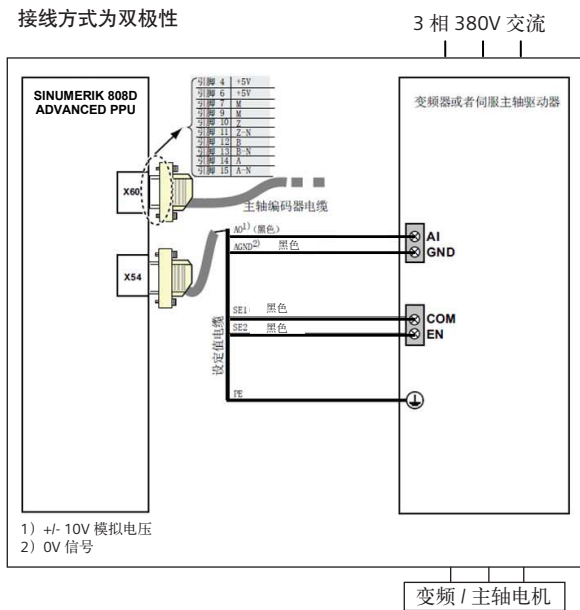 接线方式为双极性
3 相 380V 交流
SINUMERIK 808D
ADVANCED PPU
引脚 4 +5V
引脚 6 +5V
引脚 7 M
引脚 9 M
引脚 10 Z
引脚 11 Z-N
引脚 12 B
引脚 13 B-N
引脚 14 A
引脚 15 A-N
变频器或者伺服主轴驱动器
X60
主轴编码器电缆
X54
AO1) (黑色)
AI
AGND2) 黑色
GND
SE1 黑色
COM
SE2 黑色
EN
设定值电缆
PE
1）+/- 10V 模拟电压
2）0V 信号
变频 / 主轴电机